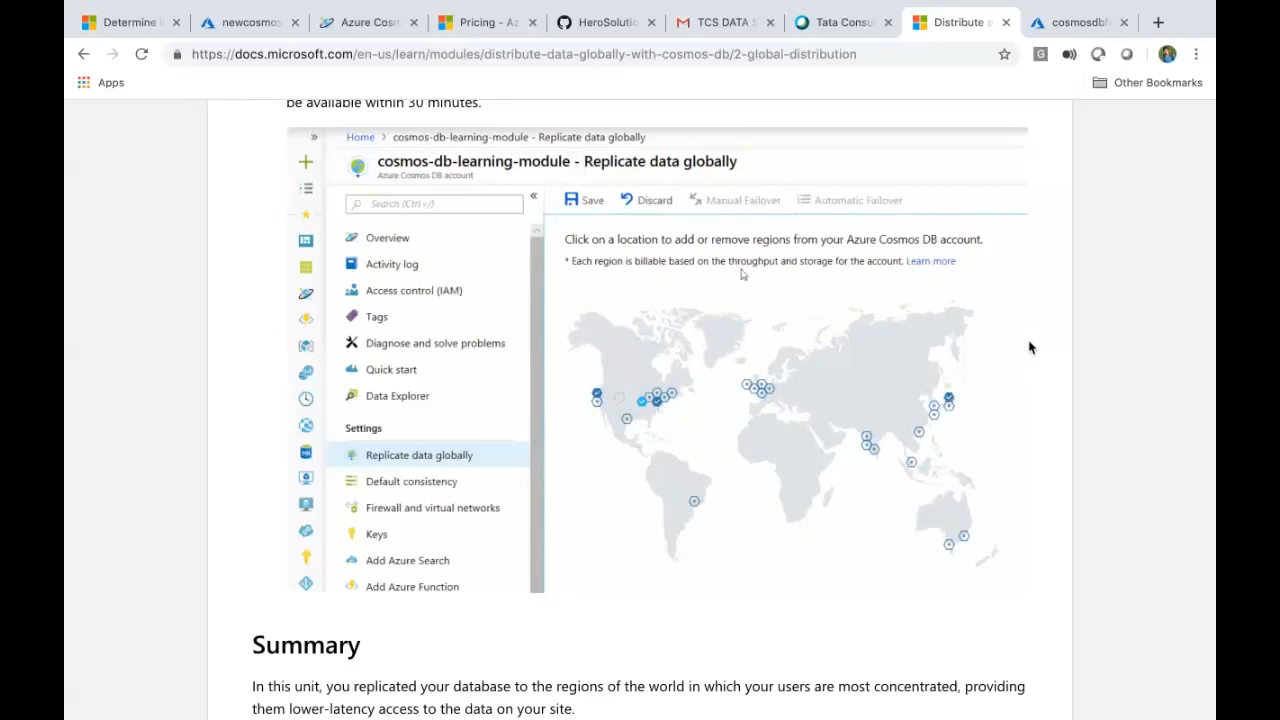 Determine
newcosmos
Azure Cosm
Pricing - Az
HeroSolutio
TCS DATA S
Tata Consu
Distribute
cosmosdbh
https://docs.microsoft.com/en-us/learn/modules/distribute-data-globally-with-cosmos-db/2-global-distribution
G
Apps
Other Bookmarks
be available within 30 minutes.
Home > cosmos-db-learning-module - Replicate data globally
cosmos-db-learning-module - Replicate data globally
Azure Cosmos DB account
Search (Ctrl+/)
Save Discard Manual Failover Automatic Failover
Overview
Activity log
Access control (IAM)
Tags
Diagnose and solve problems
Quick start
Data Explorer
Settings
Replicate data globally
Default consistency
Firewall and virtual networks
Keys
Add Azure Search
Add Azure Function
Click on a location to add or remove regions from your Azure Cosmos DB account.
* Each region is billable based on the throughput and storage for the account. Learn more
Summary
In this unit, you replicated your database to the regions of the world in which your users are most concentrated, providing
them lower-latency access to the data on your site.